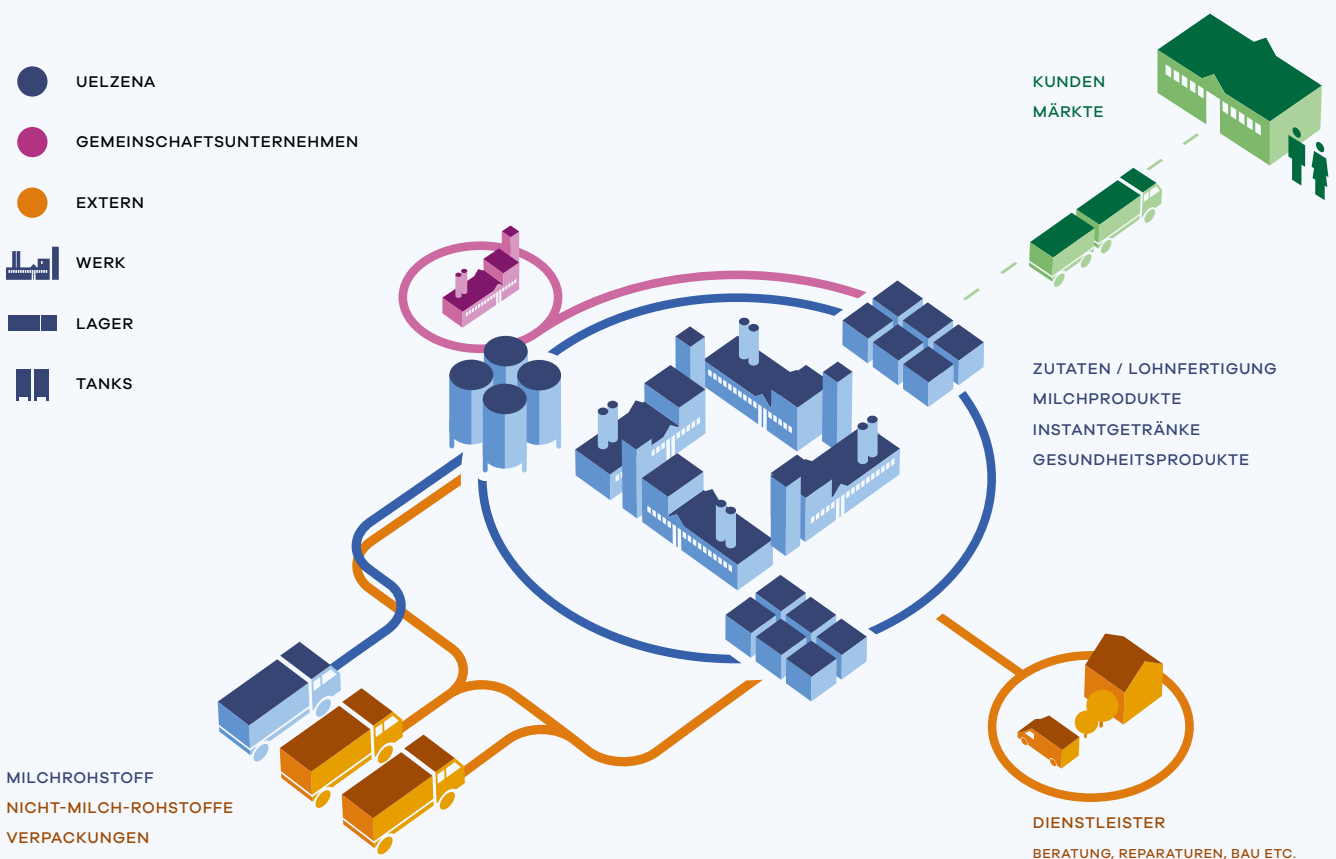 UELZENA
GEMEINSCHAFTSUNTERNEHMEN
EXTERN
WERK
LAGER
TANKS
KUNDEN
MÄRKTE
ZUTATEN / LOHNFERTIGUNG
MILCHPRODUKTE
INSTANTGETRÄNKE
GESUNDHEITSPRODUKTE
MILCHROHSTOFF
NICHT-MILCH-ROHSTOFFE
VERPACKUNGEN
DIENSTLEISTER
BERATUNG, REPARATUREN, BAU ETC.